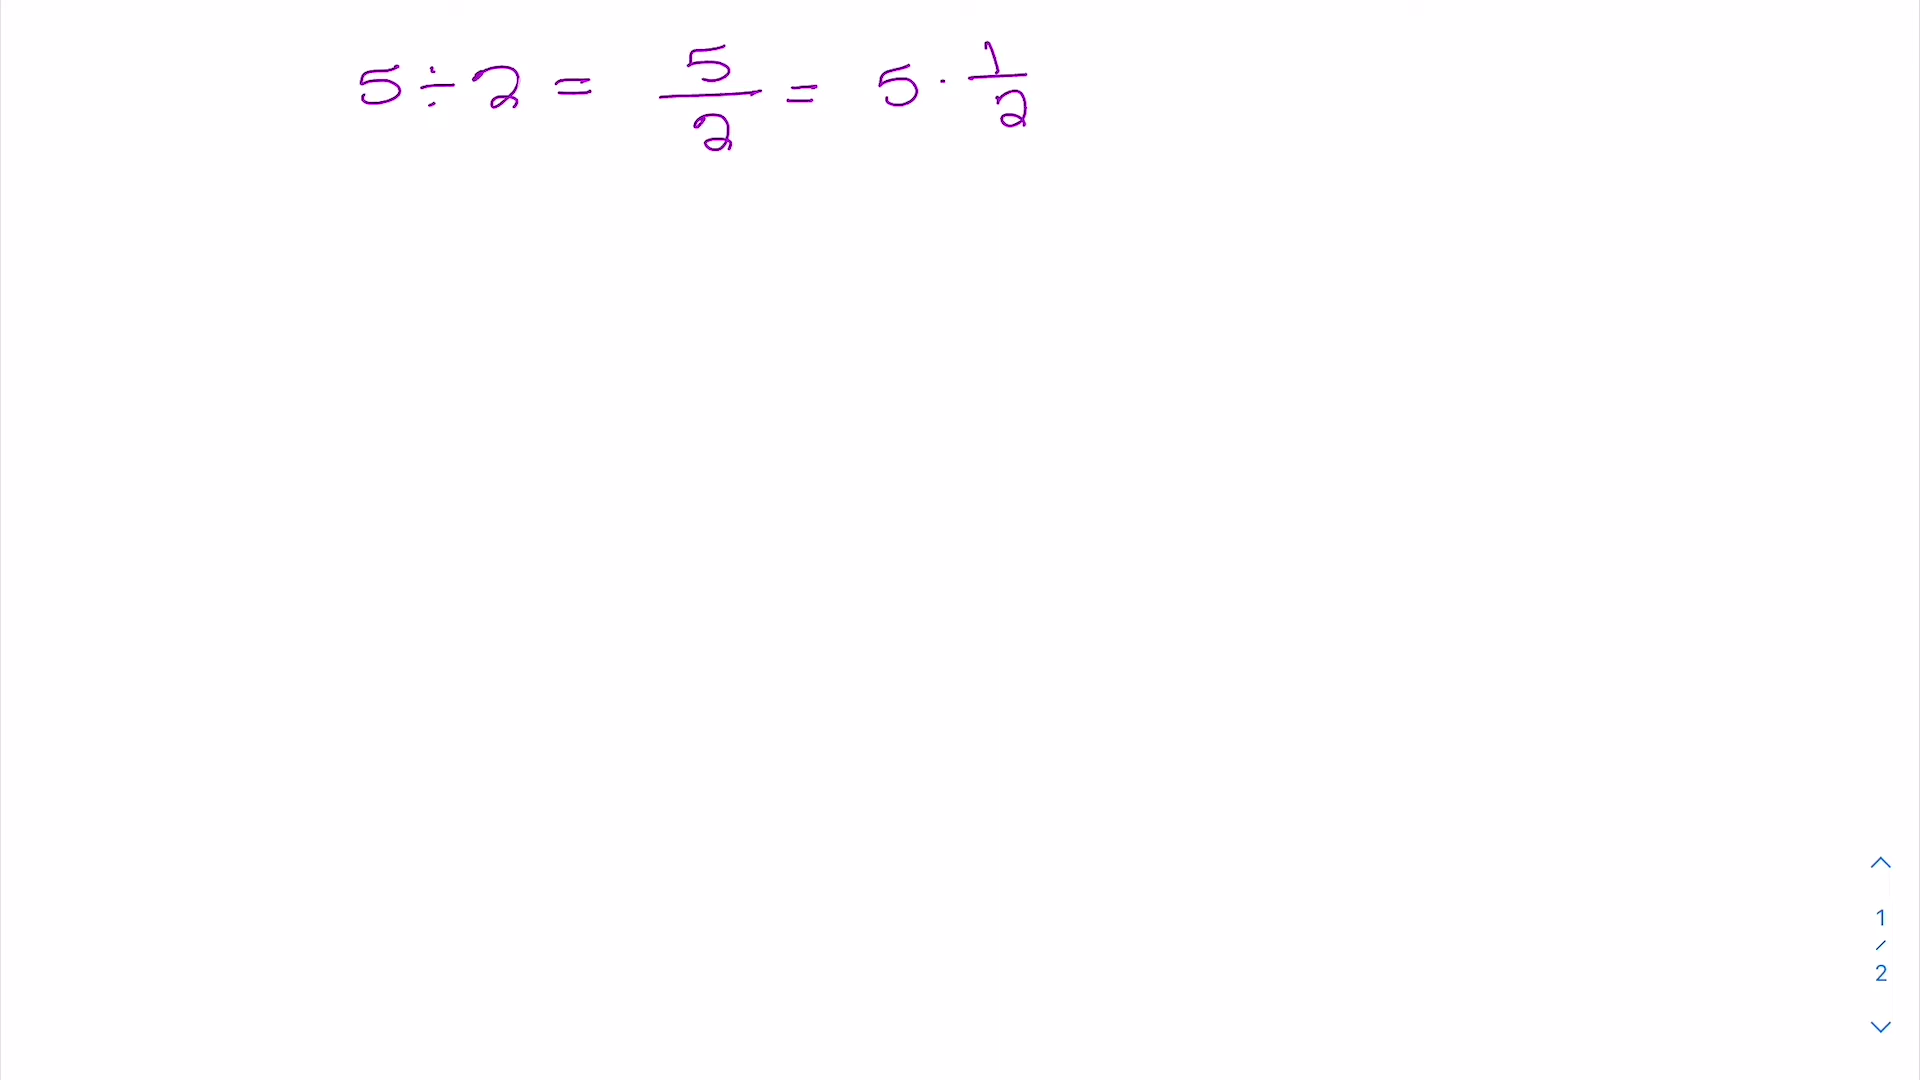 5 ÷ 2 = 5/2 = 5 · 1/2
1
/
2